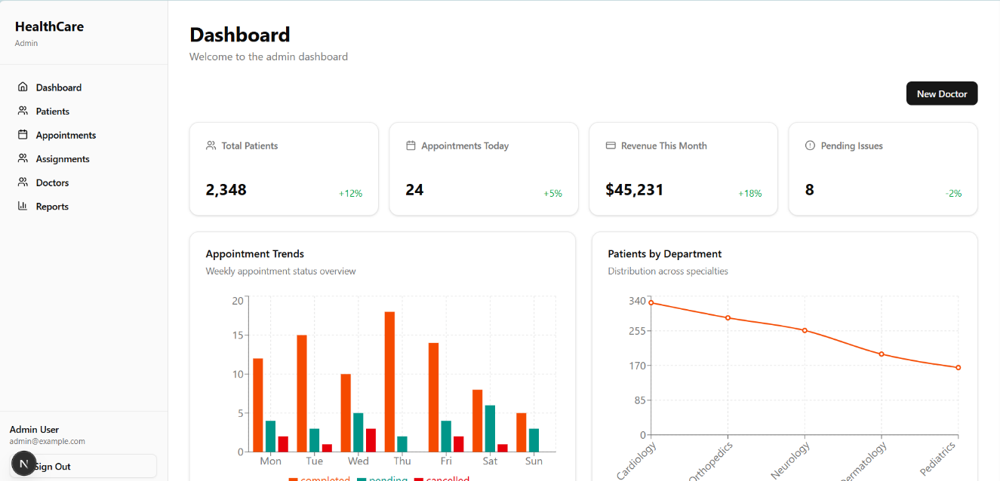 HealthCare
Admin
Dashboard
Patients
Appointments
Assignments
Doctors
Reports
Admin User
admin@example.com
N
Sign Out
Dashboard
Welcome to the admin dashboard
New Doctor
Total Patients
2,348 +12%
Appointments Today
24 +5%
Revenue This Month
$45,231 +18%
Pending Issues
8 -2%
Appointment Trends
Weekly appointment status overview
20
15
10
5
0
Mon Tue Wed Thu Fri Sat Sun
completed pending cancelled
Patients by Department
Distribution across specialties
340
255
170
85
0
Cardiology
Orthopedics
Neurology
Dermatology
Pediatrics